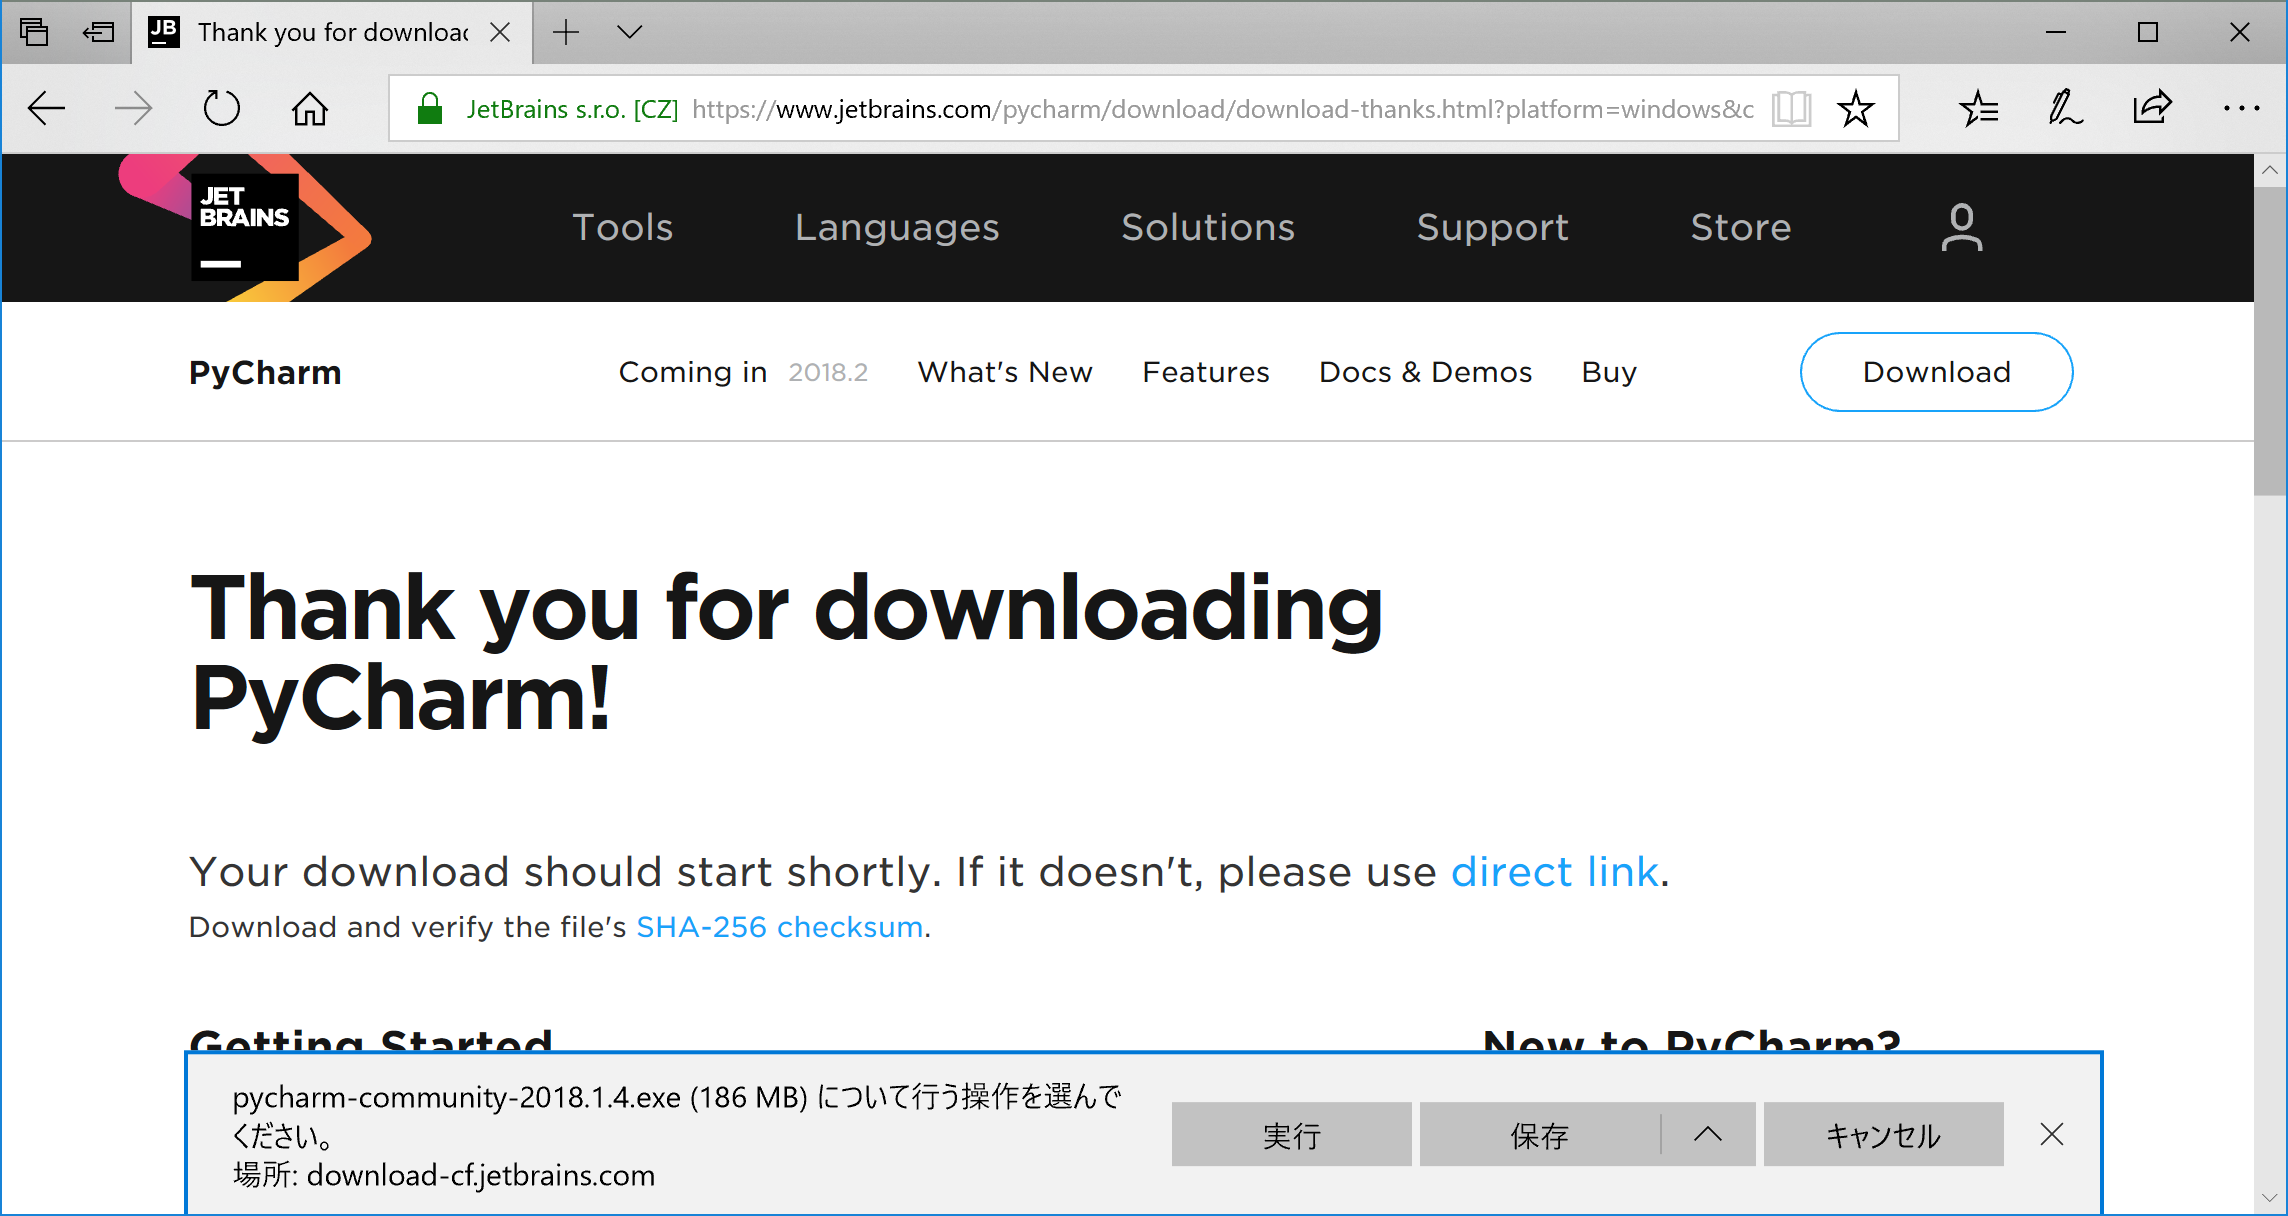 JB
Thank you for downloac
JetBrains s.r.o. [CZ] https://www.jetbrains.com/pycharm/download/download-thanks.html?platform=windows&c
JET
BRAINS
Tools Languages Solutions Support Store
PyCharm Coming in 2018.2 What's New Features Docs & Demos Buy Download
Thank you for downloading
PyCharm!
Your download should start shortly. If it doesn't, please use direct link.
Download and verify the file's SHA-256 checksum.
Getting Started New to PyCharm?
pycharm-community-2018.1.4.exe (186 MB) について行う操作を選んで
ください。
場所: download-cf.jetbrains.com
実行 保存 キャンセル